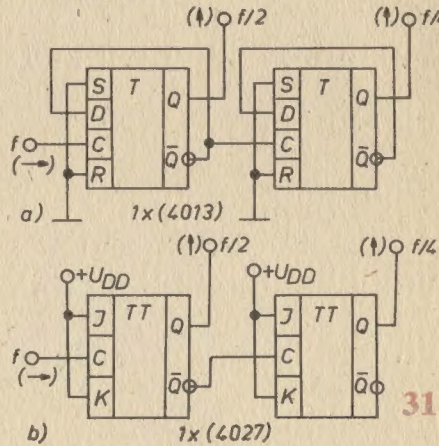 (↑) f/2 (↑) f/4
S T Q S T Q
D D
f C Q̅ C Q̅
(→) R R
a) 1x(4013)
(↑) f/2 (↑) f/4
+U_DD +U_DD
J TT Q J TT Q
f C Q̅ C Q̅
(→) K K
b) 1x(4027)
31